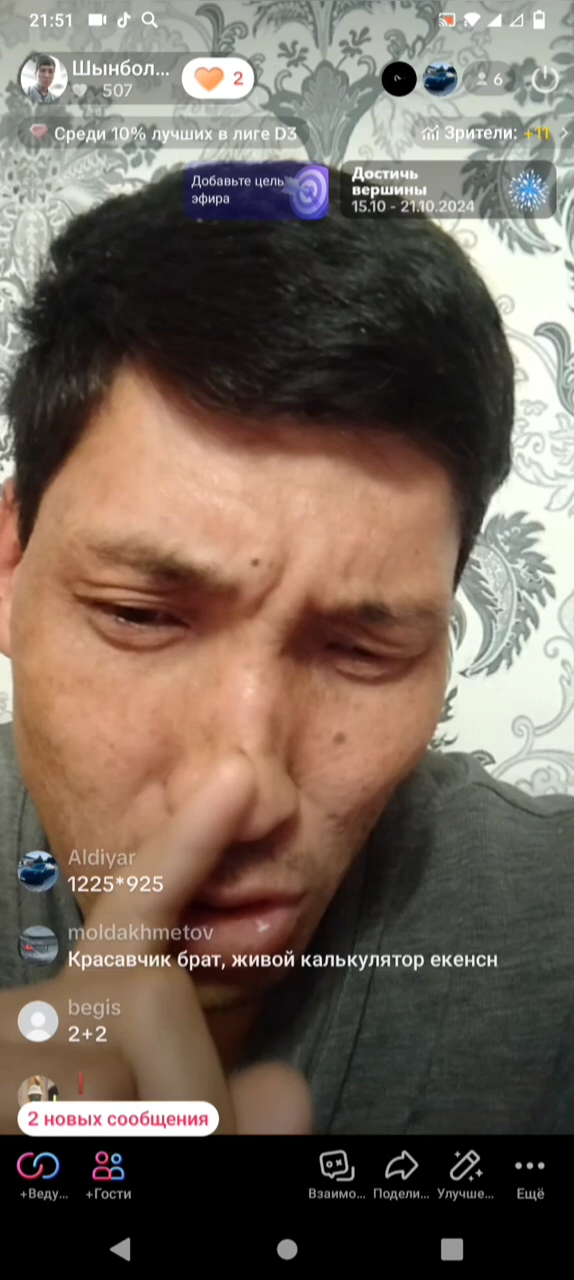 21:51
Шынбол...
507
2
6
Среди 10% лучших в лиге D3
Зрители: +11
Добавьте цель
эфира
Достичь
вершины
15.10 - 21.10.2024
Aldiyar
1225*925
moldakhmetov
Красавчик брат, живой калькулятор екенсн
begis
2+2
2 новых сообщения
+Веду...
+Гости
Взаимо...
Подели...
Улучше...
Ещё